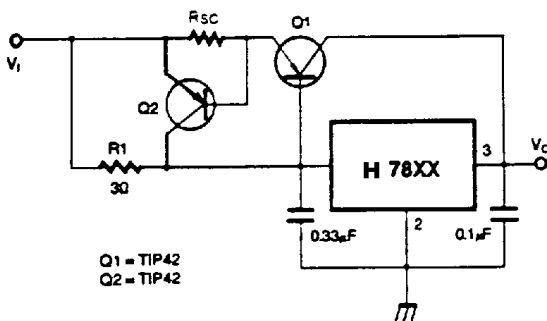 RSC
Q1
VI
Q2
R1
3Ω
H 78XX
3
VO
2
0.33μF
0.1μF
Q1 = TIP42
Q2 = TIP42